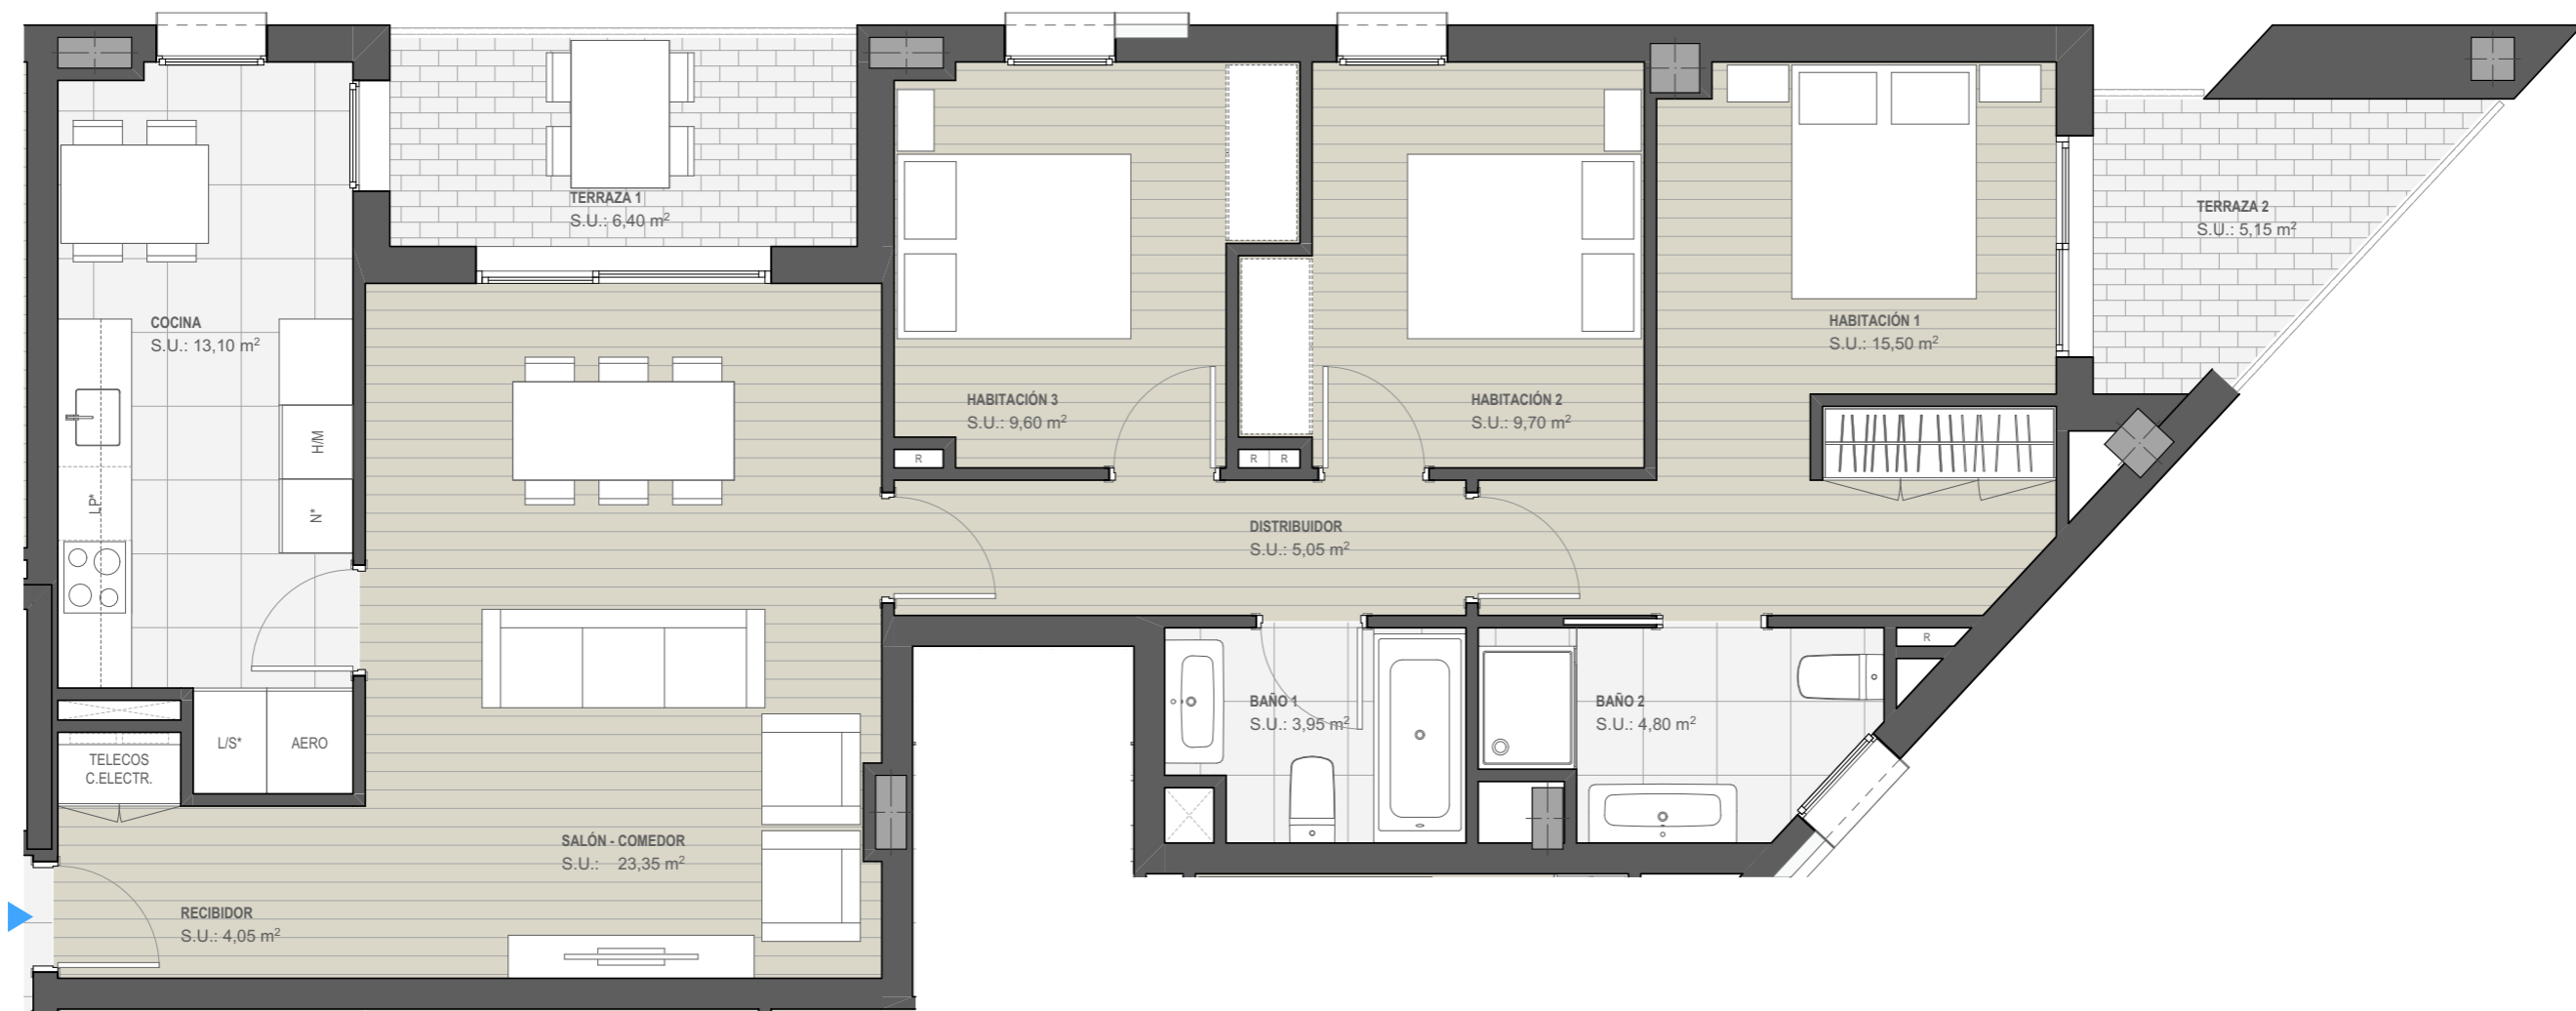 TERRAZA 1
S.U.: 6,40 m²
TERRAZA 2
S.U.: 5,15 m²
COCINA
S.U.: 13,10 m²
HABITACIÓN 1
S.U.: 15,50 m²
HABITACIÓN 3
S.U.: 9,60 m²
HABITACIÓN 2
S.U.: 9,70 m²
H/M
R
R
R
LP*
N*
DISTRIBUIDOR
S.U.: 5,05 m²
R
BAÑO 1
S.U.: 3,95 m²
BAÑO 2
S.U.: 4,80 m²
L/S*
AERO
TELECOS
C.ELECTR.
SALÓN - COMEDOR
S.U.: 23,35 m²
RECIBIDOR
S.U.: 4,05 m²